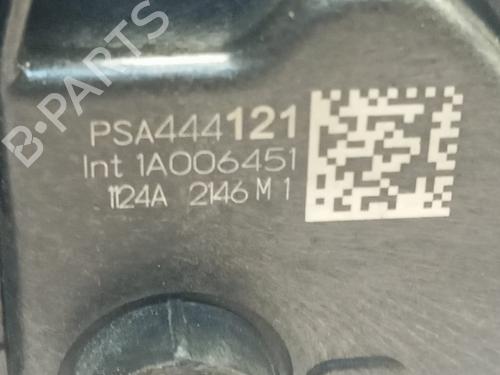 B-PARTS
PSA444121
Int 1A006451
1124A 2146 M 1